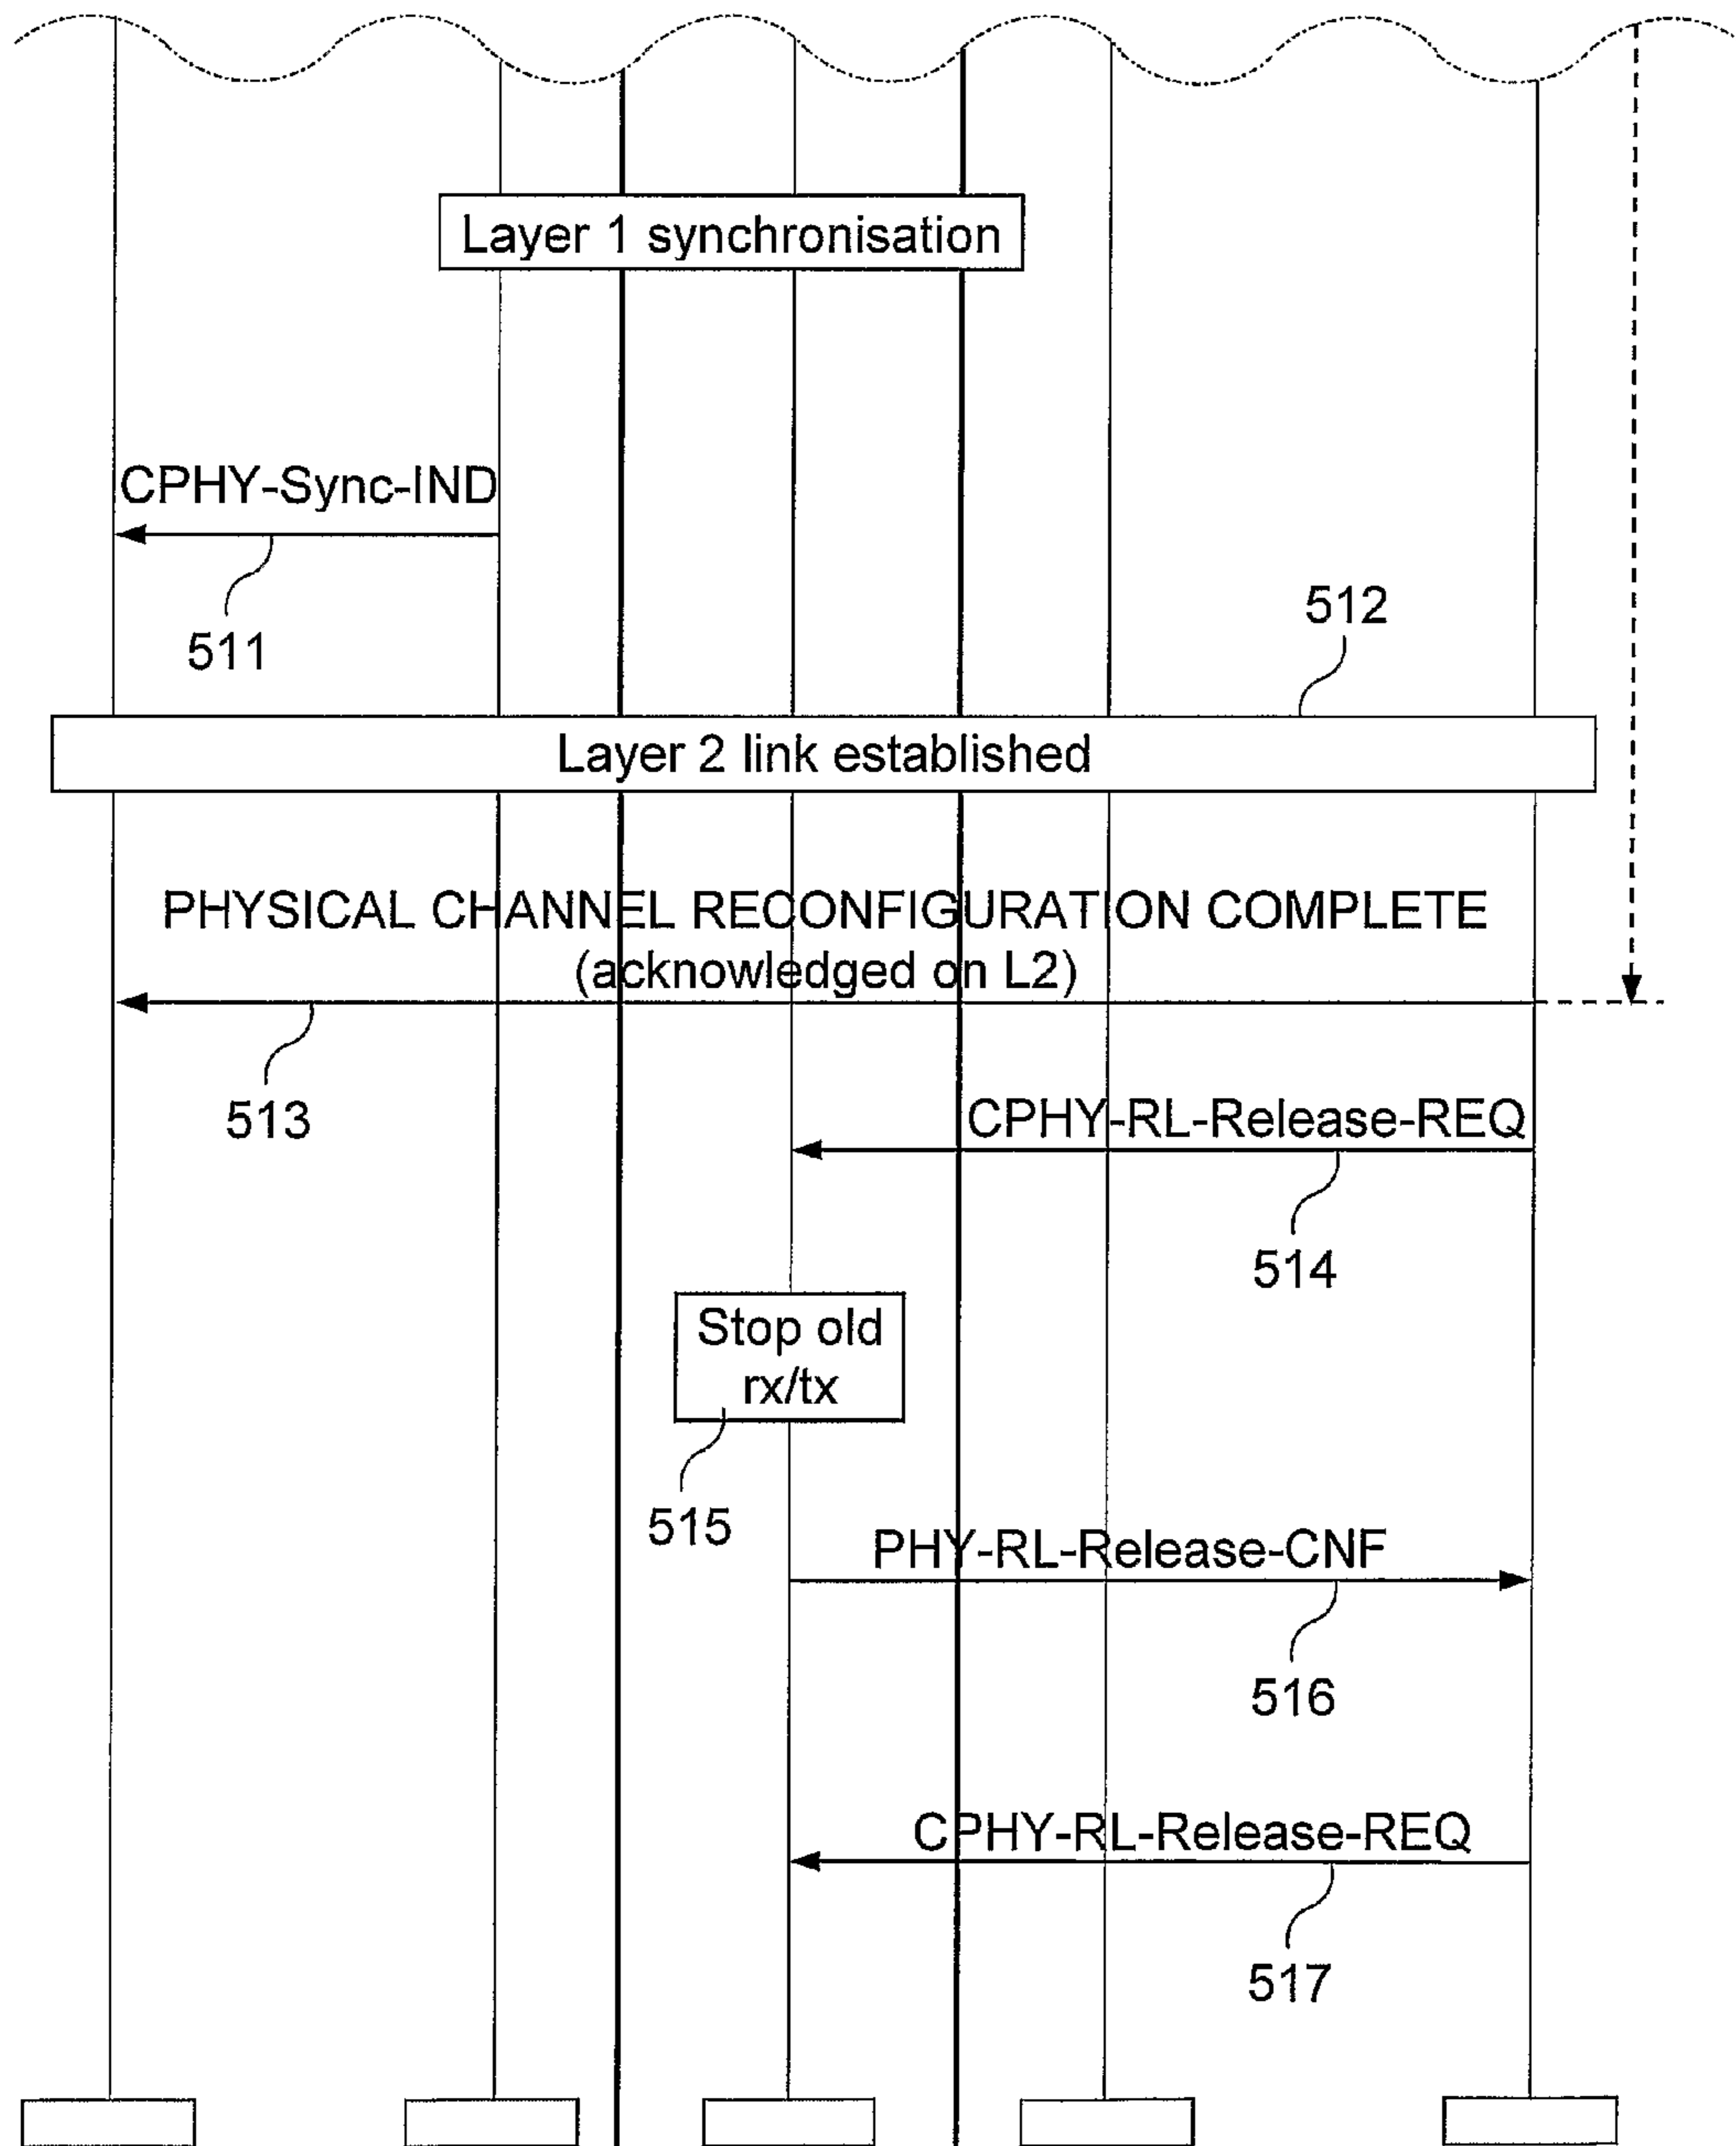 Layer 1 synchronisation
CPHY-Sync-IND
511
512
Layer 2 link established
PHYSICAL CHANNEL RECONFIGURATION COMPLETE
(acknowledged on L2)
513
CPHY-RL-Release-REQ
514
Stop old
rx/tx
515
PHY-RL-Release-CNF
516
CPHY-RL-Release-REQ
517